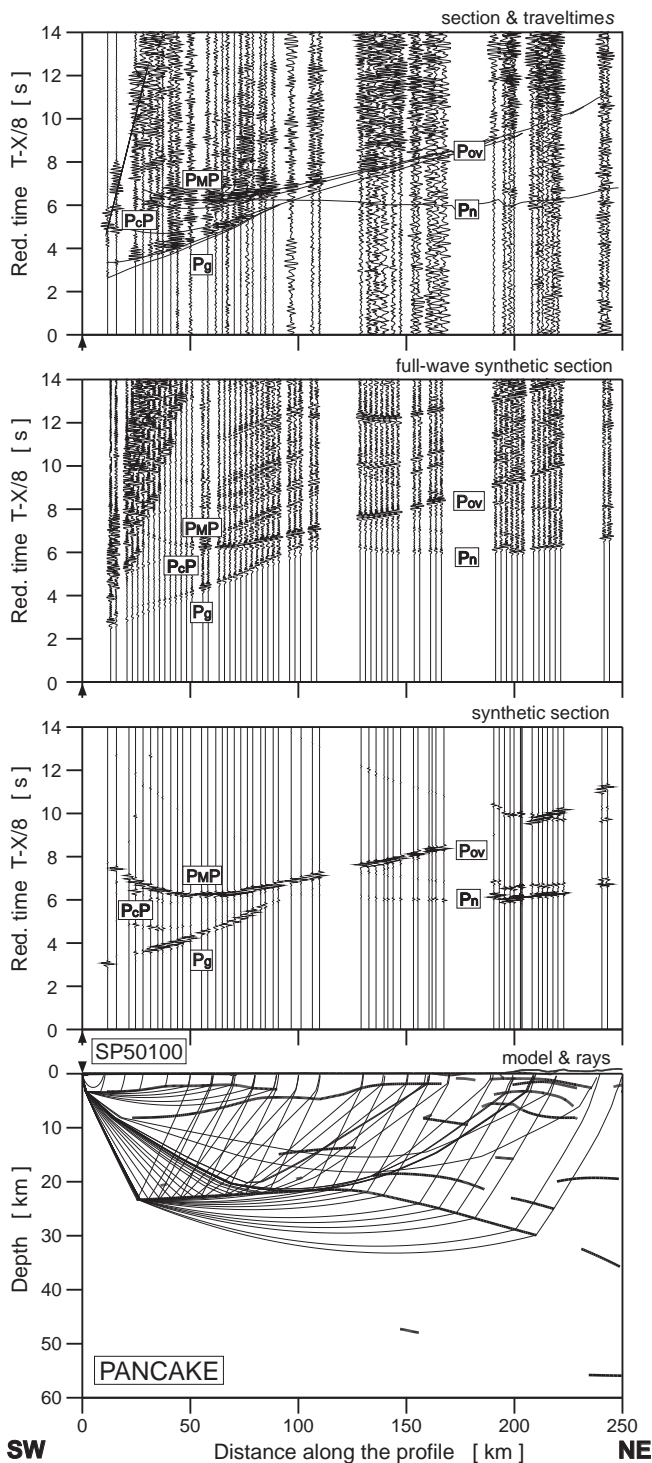 section & traveltimes
14
12
10
8
6
4
2
0
Red. time T-X/8 [ s ]
PMP
PcP
Pg
Pov
Pn
full-wave synthetic section
14
12
10
8
6
4
2
0
Red. time T-X/8 [ s ]
PMP
PcP
Pg
Pov
Pn
synthetic section
14
12
10
8
6
4
2
0
Red. time T-X/8 [ s ]
PMP
PcP
Pg
Pov
Pn
SP50100
model & rays
0
10
20
30
40
50
60
Depth [ km ]
PANCAKE
0 50 100 150 200 250
SW Distance along the profile [ km ] NE